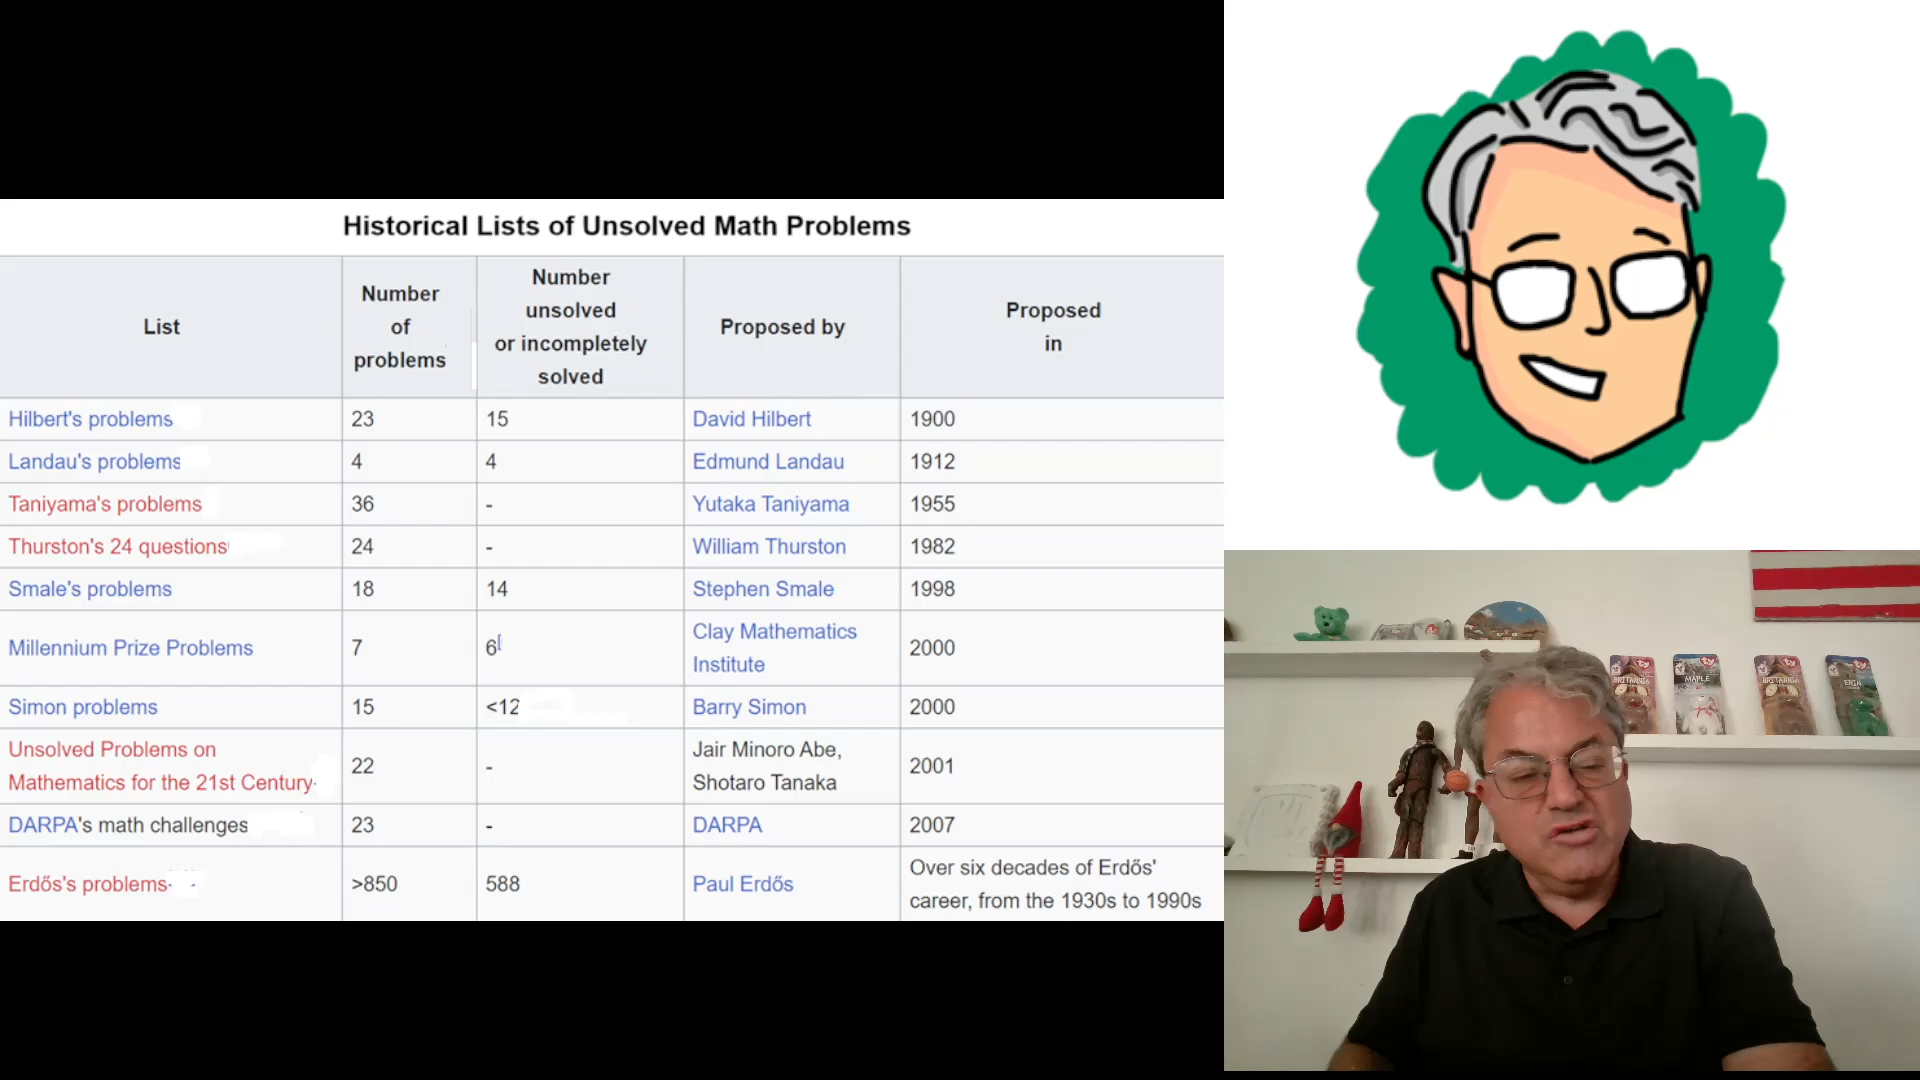 Historical Lists of Unsolved Math Problems
List
Number
of
problems
Number
unsolved
or incompletely
solved
Proposed by
Proposed
in
Hilbert's problems
23
15
David Hilbert
1900
Landau's problems
4
4
Edmund Landau
1912
Taniyama's problems
36
-
Yutaka Taniyama
1955
Thurston's 24 questions
24
-
William Thurston
1982
Smale's problems
18
14
Stephen Smale
1998
Millennium Prize Problems
7
6[
Clay Mathematics
Institute
2000
Simon problems
15
<12
Barry Simon
2000
Unsolved Problems on
Mathematics for the 21st Century
22
-
Jair Minoro Abe,
Shotaro Tanaka
2001
DARPA's math challenges
23
-
DARPA
2007
Erdős's problems
>850
588
Paul Erdős
Over six decades of Erdős'
career, from the 1930s to 1990s
BRITANNIA
MAPLE
BRITANNIA
ERIN